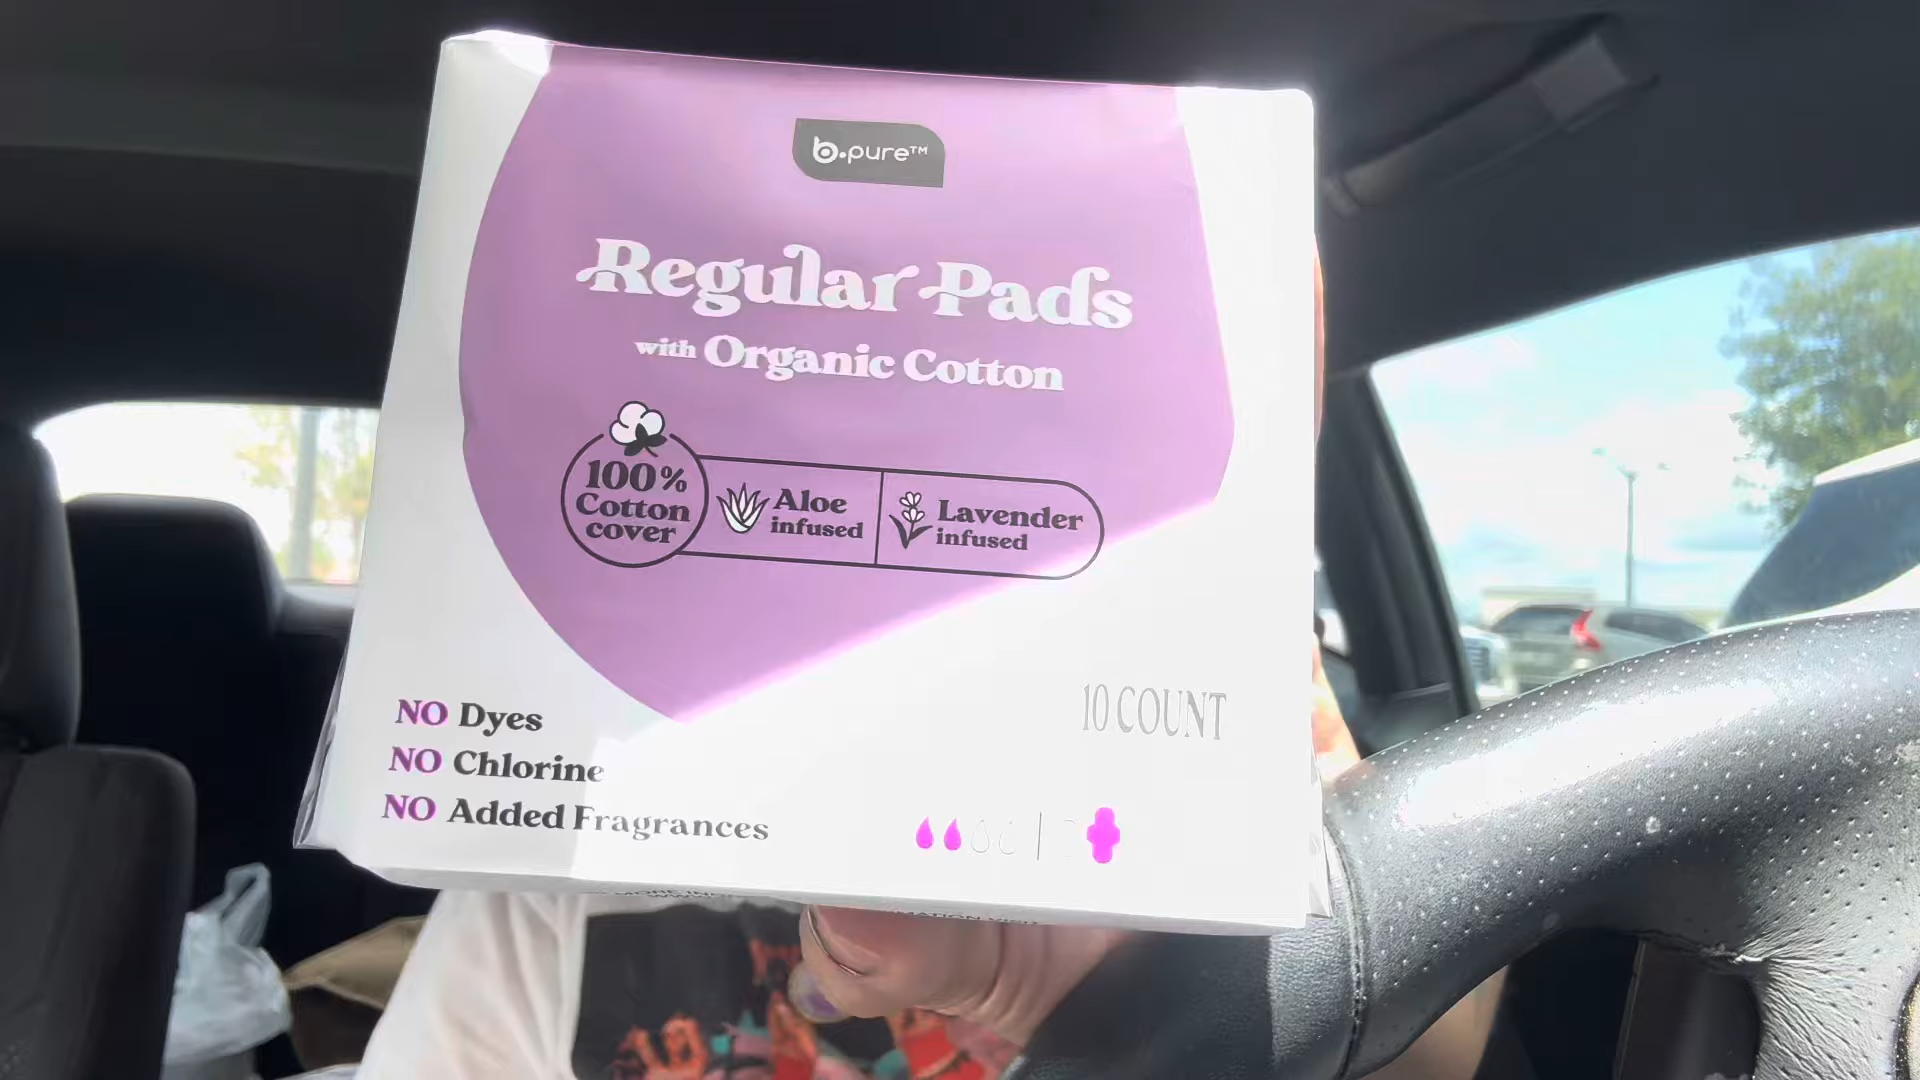 b.pure™
Regular Pads
with Organic Cotton
100%
Cotton
cover
Aloe
infused
Lavender
infused
NO Dyes
NO Chlorine
NO Added Fragrances
10 COUNT